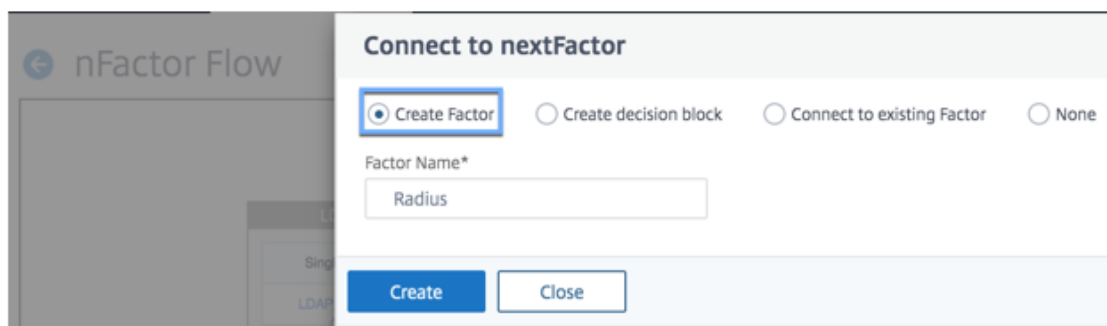 nFactor Flow
Connect to nextFactor
Create Factor Create decision block Connect to existing Factor None
Factor Name*
Radius
Singl
LDAP
Create Close